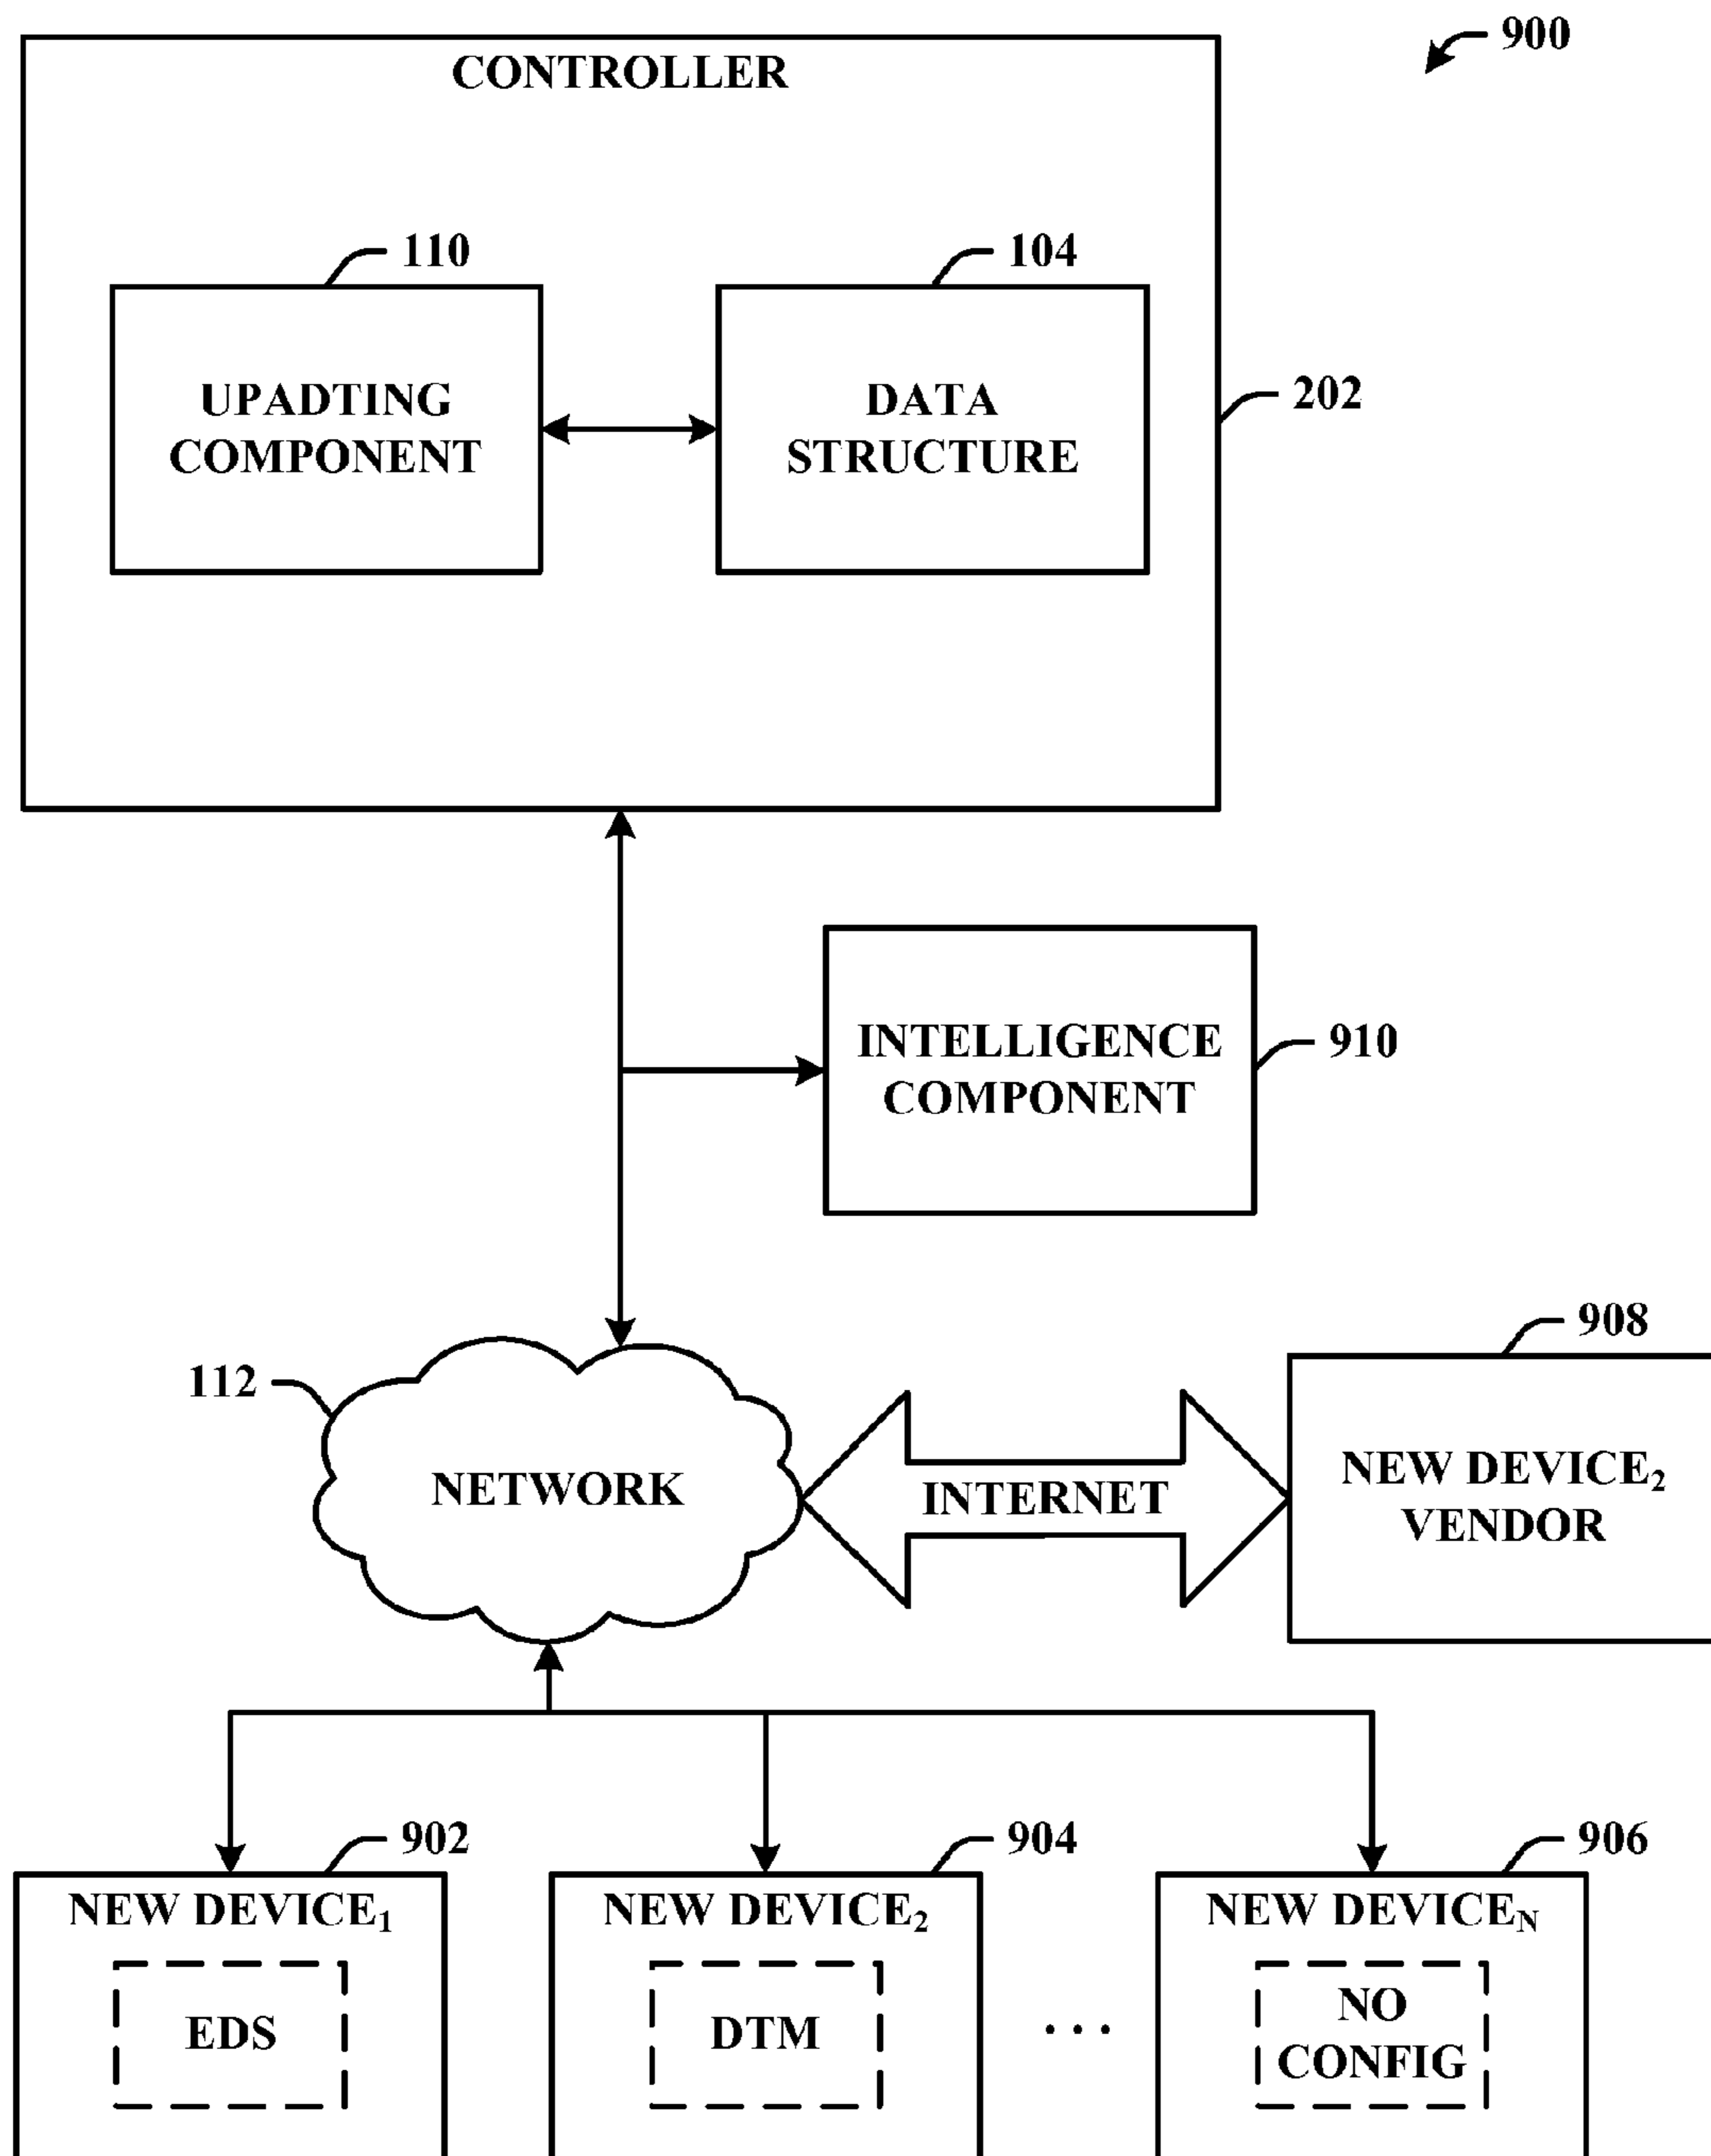 900
CONTROLLER
110
104
UPADTING
COMPONENT
DATA
STRUCTURE
202
INTELLIGENCE
COMPONENT
910
908
112
NETWORK
INTERNET
NEW DEVICE₂
VENDOR
902
904
906
NEW DEVICE₁
NEW DEVICE₂
NEW DEVICEN
EDS
DTM
...
NO
CONFIG